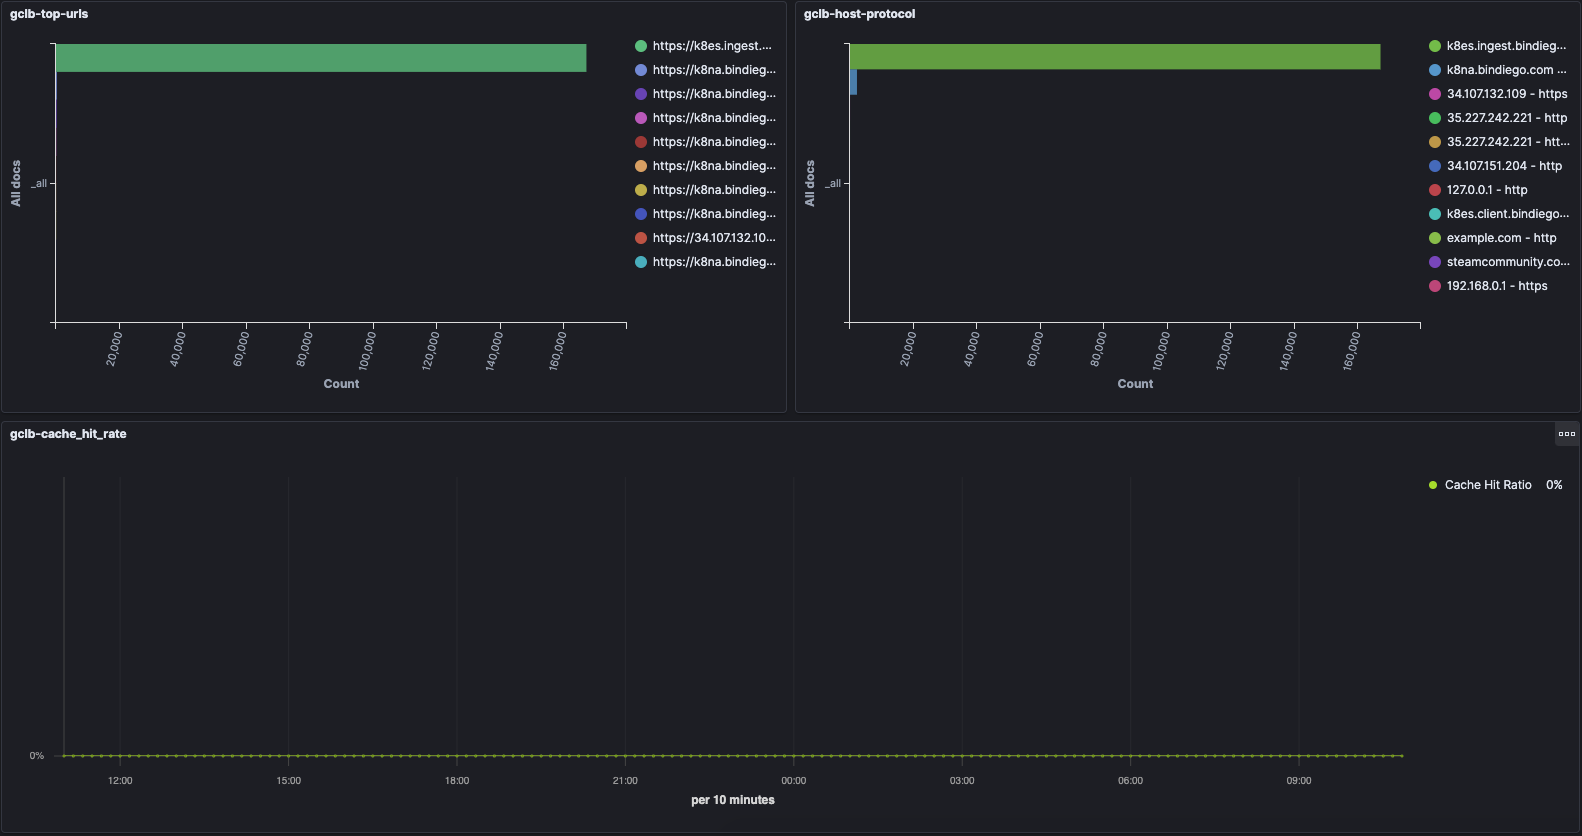 gclb-top-urls
All docs
_all
20,000
40,000
60,000
80,000
100,000
120,000
140,000
160,000
Count
https://k8es.ingest....
https://k8na.bindieg...
https://k8na.bindieg...
https://k8na.bindieg...
https://k8na.bindieg...
https://k8na.bindieg...
https://k8na.bindieg...
https://k8na.bindieg...
https://34.107.132.10...
https://k8na.bindieg...
gclb-host-protocol
All docs
_all
20,000
40,000
60,000
80,000
100,000
120,000
140,000
160,000
Count
k8es.ingest.bindieg...
k8na.bindiego.com ...
34.107.132.109 - https
35.227.242.221 - http
35.227.242.221 - htt...
34.107.151.204 - http
127.0.0.1 - http
k8es.client.bindiego...
example.com - http
steamcommunity.co...
192.168.0.1 - https
gclb-cache_hit_rate
Cache Hit Ratio 0%
0%
12:00 15:00 18:00 21:00 00:00 03:00 06:00 09:00
per 10 minutes